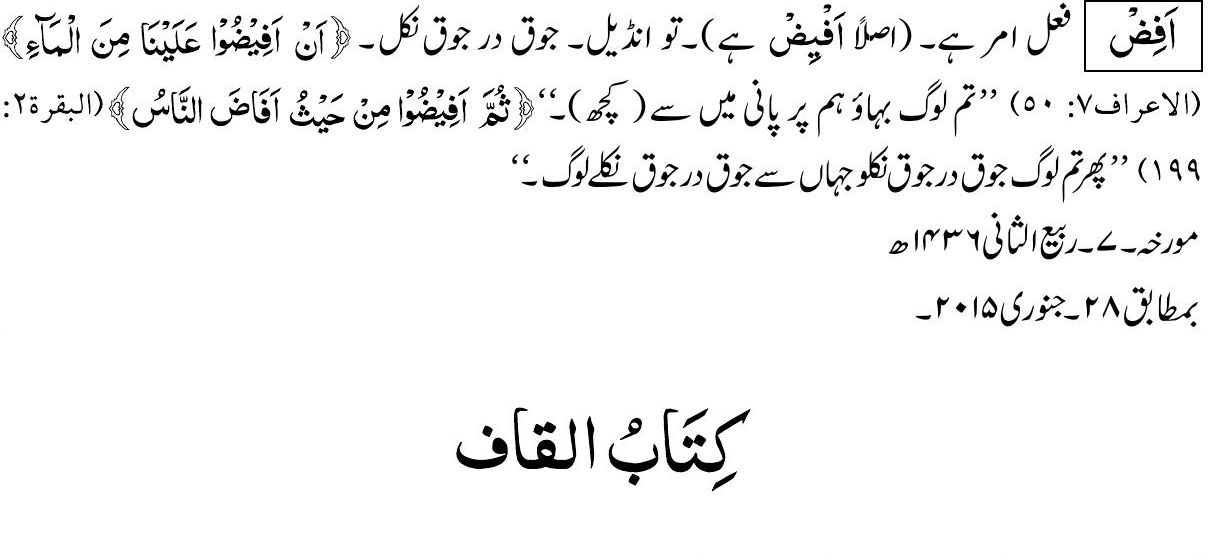 اَفِضْ فعل امر ہے۔ (اصلاً اَفْیِضْ ہے)۔ تو انڈیل۔ جوق در جوق نکل۔ ﴿اَنْ اَفِیْضُوْا عَلَیْنَا مِنَ الْمَآءِ﴾
(الاعراف۷: ۵۰) ’’تم لوگ بہاؤ ہم پر پانی میں سے (کچھ)۔‘‘ ﴿ثُمَّ اَفِیْضُوْا مِنْ حَیْثُ اَفَاضَ النَّاسُ﴾ (البقرۃ۲:
۱۹۹) ’’پھر تم لوگ جوق در جوق نکلو جہاں سے جوق در جوق نکلے لوگ۔‘‘
مورخہ۔۷۔ربیع الثانی ۱۴۳۶ھ
بمطابق ۲۸۔جنوری ۲۰۱۵۔
کِتَابُ القاف